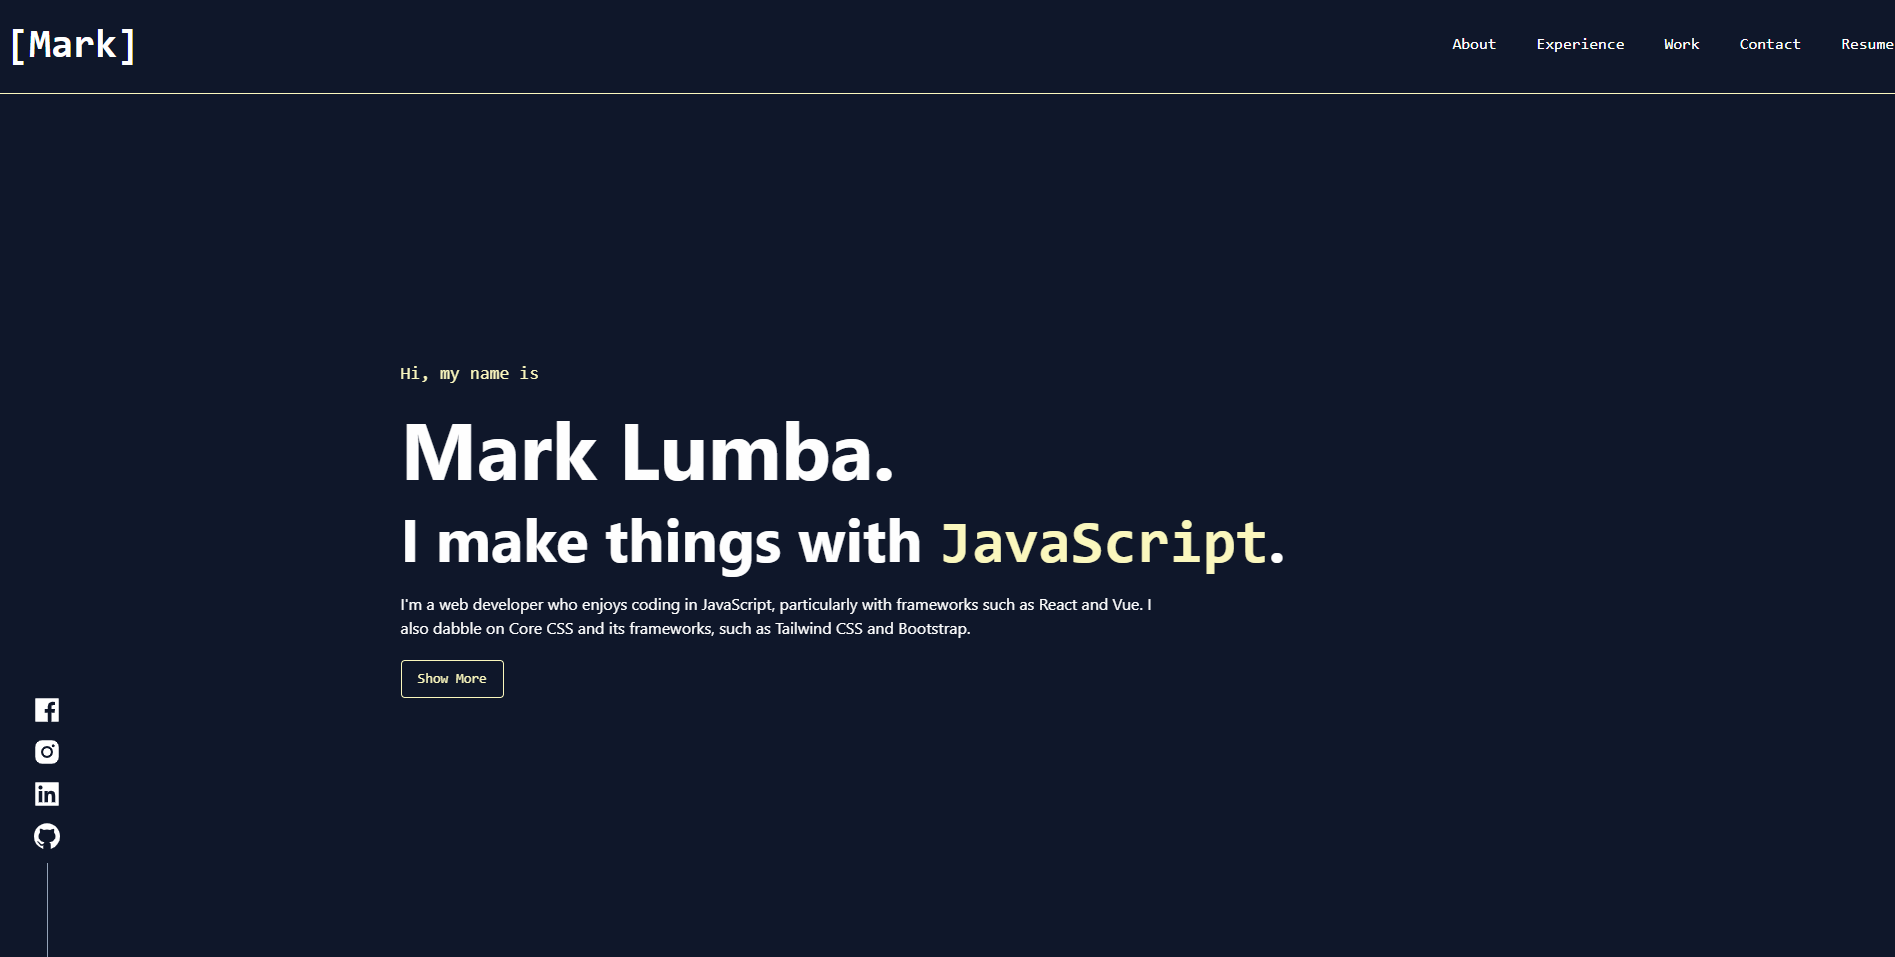 [Mark]
About Experience Work Contact Resume
Hi, my name is
Mark Lumba.
I make things with JavaScript.
I'm a web developer who enjoys coding in JavaScript, particularly with frameworks such as React and Vue. I
also dabble on Core CSS and its frameworks, such as Tailwind CSS and Bootstrap.
Show More